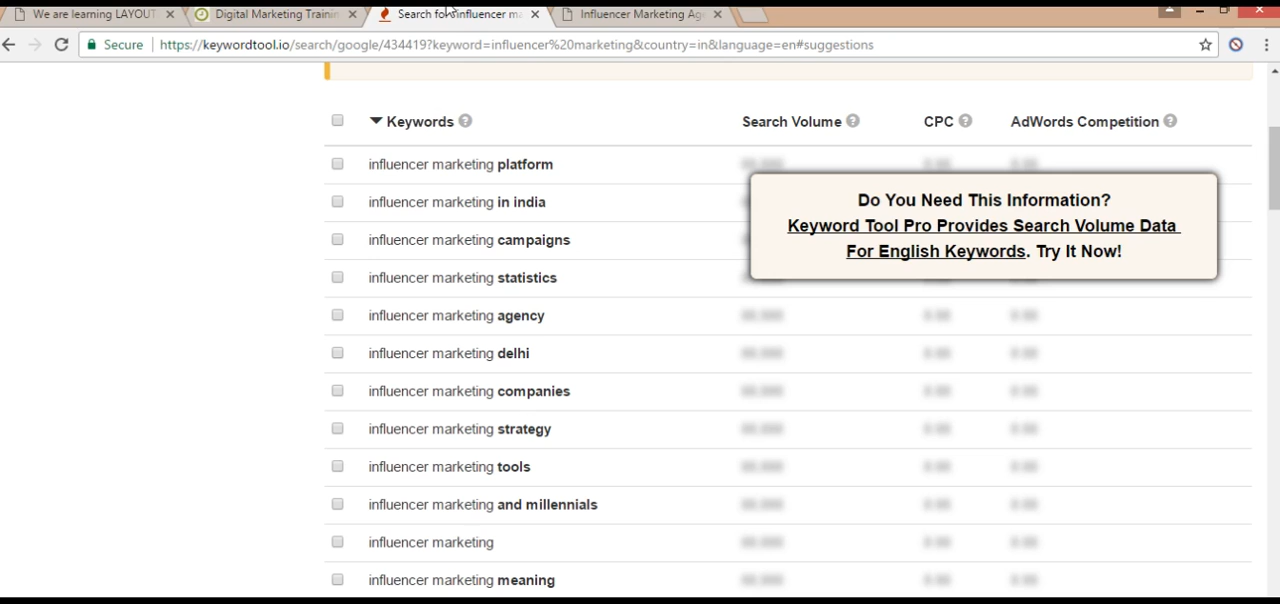 We are learning LAYOUT
Digital Marketing Trainin
Search for influencer ma
Influencer Marketing Age
Secure
https://keywordtool.io/search/google/434419?keyword=influencer%20marketing&country=in&language=en#suggestions
Keywords ? Search Volume ? CPC ? AdWords Competition ?
influencer marketing platform
influencer marketing in india
influencer marketing campaigns
influencer marketing statistics
influencer marketing agency
influencer marketing delhi
influencer marketing companies
influencer marketing strategy
influencer marketing tools
influencer marketing and millennials
influencer marketing
influencer marketing meaning
Do You Need This Information?
Keyword Tool Pro Provides Search Volume Data
For English Keywords. Try It Now!